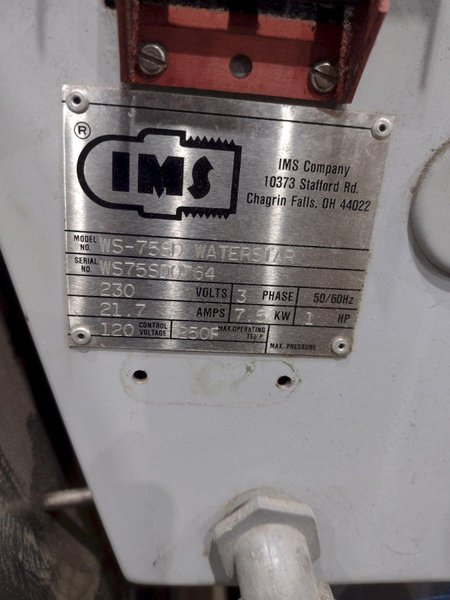 ®
IMS
IMS Company
10373 Stafford Rd.
Chagrin Falls, OH 44022
MODEL NO. WS-75SD WATERSTAR
SERIAL NO. WS75SD0764
230 VOLTS 3 PHASE 50/60Hz
21.7 AMPS 7.5 KW 1 HP
120 CONTROL VOLTAGE 250F MAX.OPERATING TEMP. MAX. PRESSURE